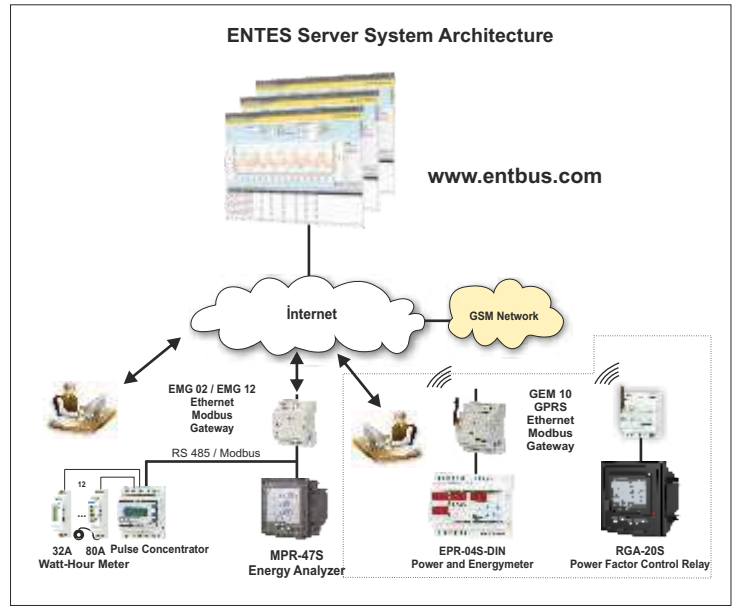 ENTES Server System Architecture
www.entbus.com
İnternet
GSM Network
EMG 02 / EMG 12
Ethernet
Modbus
Gateway
GEM 10
GPRS
Ethernet
Modbus
Gateway
RS 485 / Modbus
12
...
32A 80A Pulse Concentrator
Watt-Hour Meter
MPR-47S
Energy Analyzer
EPR-04S-DIN
Power and Energymeter
RGA-20S
Power Factor Control Relay